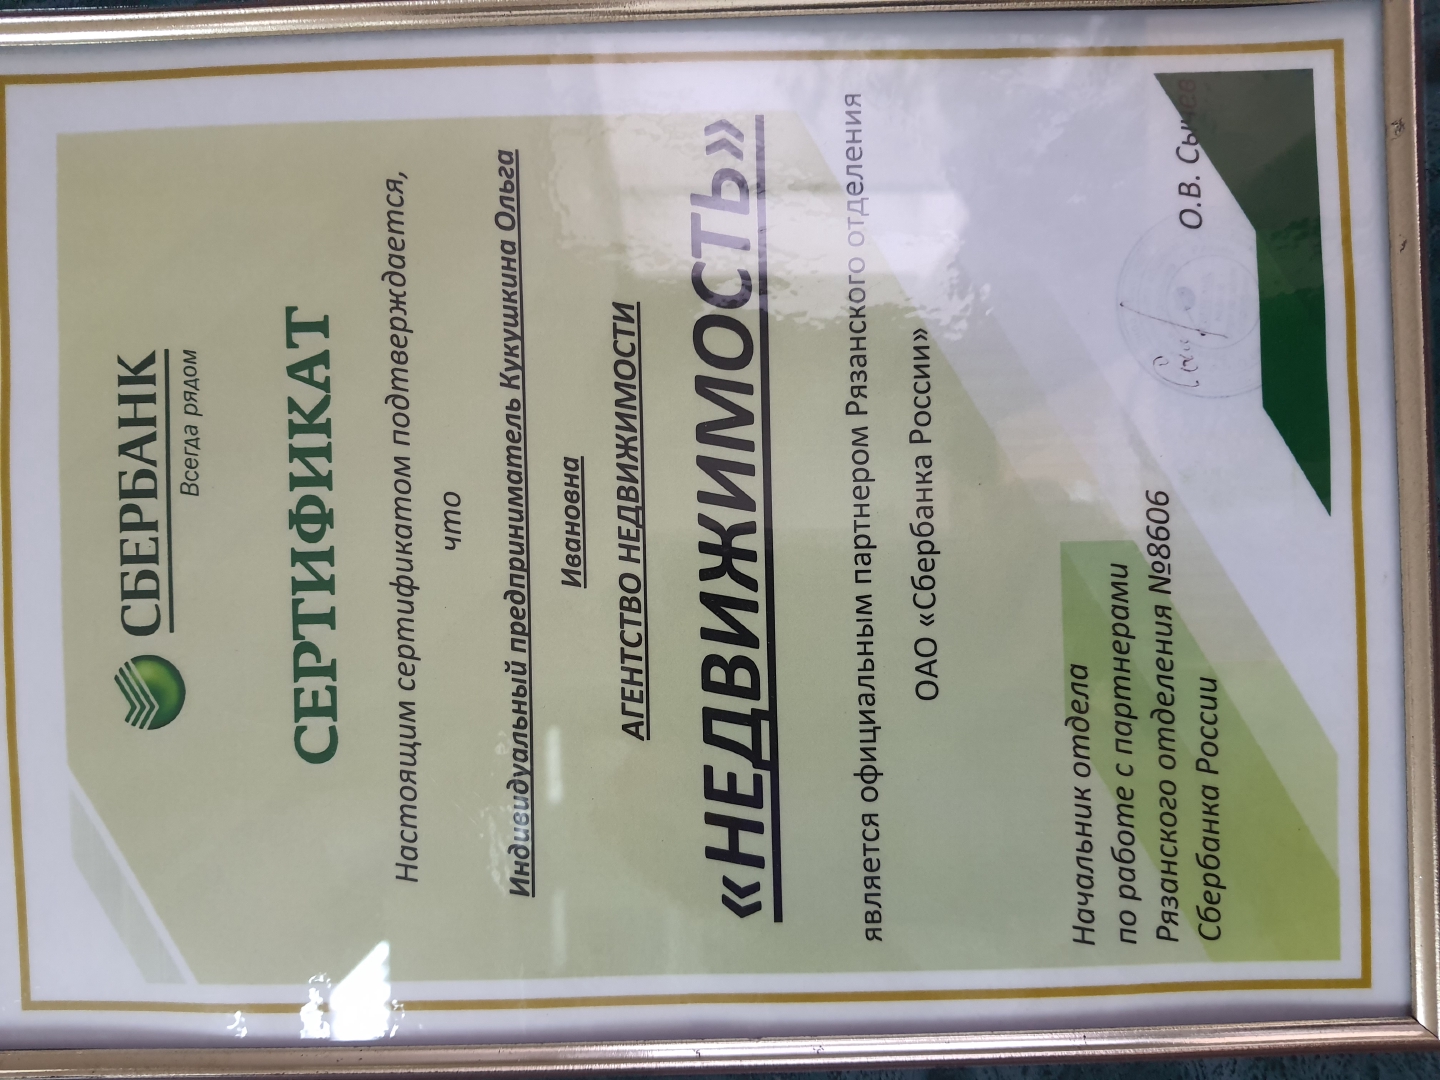 СБЕРБАНК
Всегда рядом
СЕРТИФИКАТ
Настоящим сертификатом подтверждается,
что
Индивидуальный предприниматель Кукушкина Ольга
Ивановна
АГЕНТСТВО НЕДВИЖИМОСТИ
«НЕДВИЖИМОСТЬ»
является официальным партнером Рязанского отделения
ОАО «Сбербанка России»
Начальник отдела
по работе с партнерами
Рязанского отделения №8606
Сбербанка России
О.В.